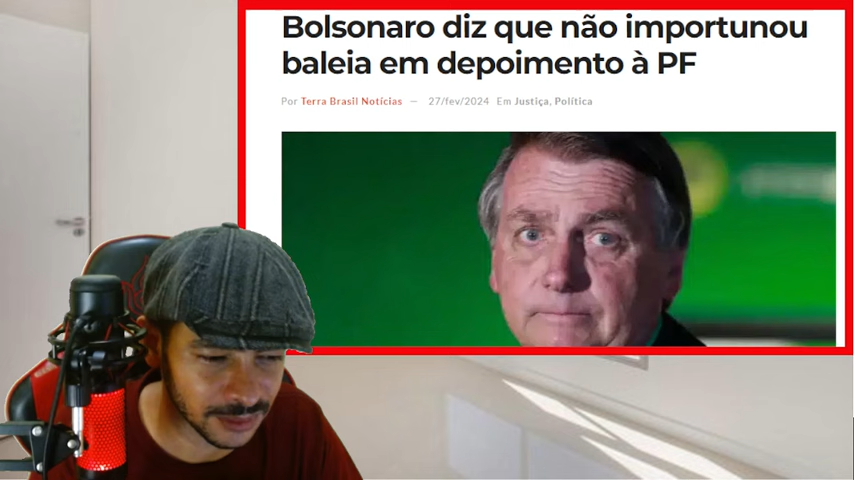 Bolsonaro diz que não importunou
baleia em depoimento à PF
Por Terra Brasil Notícias — 27/fev/2024 Em Justiça, Política